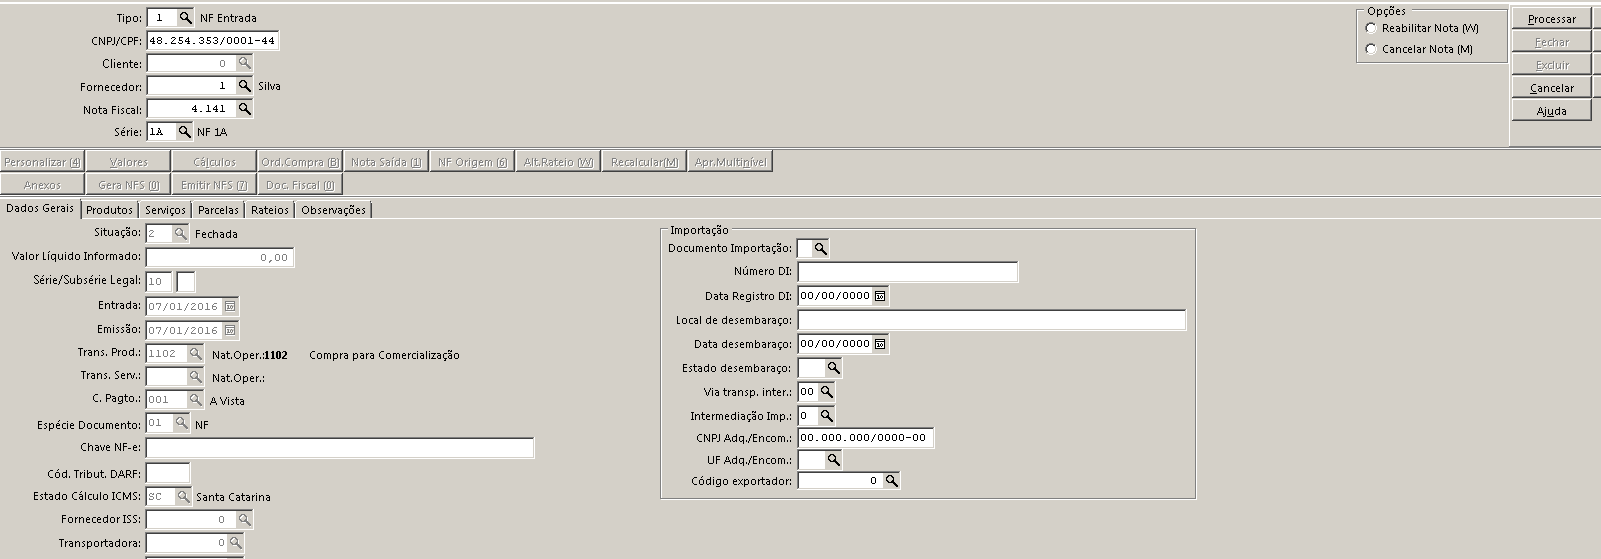 Tipo: 1 NF Entrada
CNPJ/CPF: 48.254.353/0001-44
Cliente: 0
Fornecedor: 1 Silva
Nota Fiscal: 4.141
Série: 1A NF 1A
Opções
Reabilitar Nota (W)
Cancelar Nota (M)
Processar
Fechar
Excluir
Cancelar
Ajuda
Personalizar (4) Valores Cálculos Ord.Compra (B) Nota Saída (1) NF Origem (6) Alt.Rateio (W) Recalcular(M) Apr.Multinível
Anexos Gera NFS (0) Emitir NFS (7) Doc. Fiscal (0)
Dados Gerais Produtos Serviços Parcelas Rateios Observações
Situação: 2 Fechada
Valor Líquido Informado: 0,00
Série/Subsérie Legal: 10
Entrada: 07/01/2016
Emissão: 07/01/2016
Trans. Prod.: 1102 Nat.Oper.:1102 Compra para Comercialização
Trans. Serv.: Nat.Oper.:
C. Pagto.: 001 A Vista
Espécie Documento: 01 NF
Chave NF-e:
Cód. Tribut. DARF:
Estado Cálculo ICMS: SC Santa Catarina
Fornecedor ISS: 0
Transportadora: 0
Importação
Documento Importação:
Número DI:
Data Registro DI: 00/00/0000
Local de desembaraço:
Data desembaraço: 00/00/0000
Estado desembaraço:
Via transp. inter.: 00
Intermediação Imp.: 0
CNPJ Adq./Encom.: 00.000.000/0000-00
UF Adq./Encom.:
Código exportador: 0